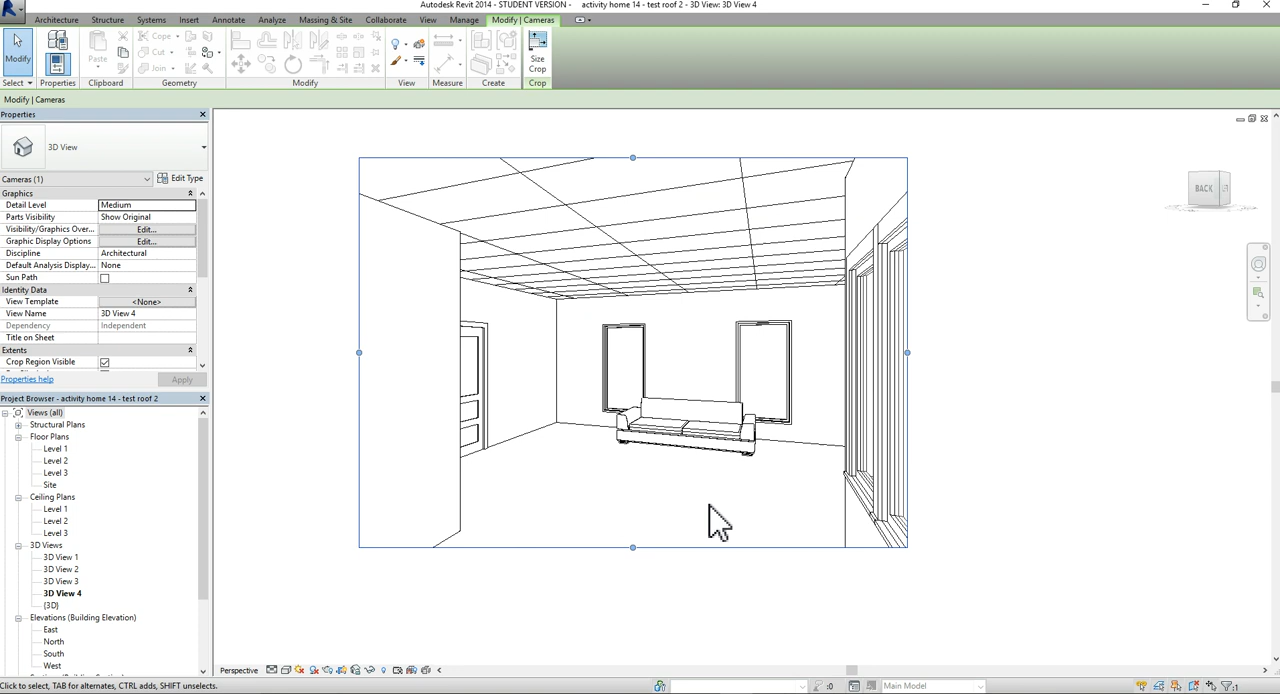 Autodesk Revit 2014 - STUDENT VERSION -    activity home 14 - test roof 2 - 3D View: 3D View 4
Architecture Structure Systems Insert Annotate Analyze Massing & Site Collaborate View Manage Modify | Cameras
Modify
Paste
Cope
Cut
Join
Size
Crop
Select Properties Clipboard Geometry Modify View Measure Create Crop
Modify | Cameras
Properties
3D View
Cameras (1)
Edit Type
Graphics
Detail Level Medium
Parts Visibility Show Original
Visibility/Graphics Over... Edit...
Graphic Display Options Edit...
Discipline Architectural
Default Analysis Display... None
Sun Path
Identity Data
View Template <None>
View Name 3D View 4
Dependency Independent
Title on Sheet
Extents
Crop Region Visible
Properties help Apply
Project Browser - activity home 14 - test roof 2
Views (all)
Structural Plans
Floor Plans
Level 1
Level 2
Level 3
Site
Ceiling Plans
Level 1
Level 2
Level 3
3D Views
3D View 1
3D View 2
3D View 3
3D View 4
{3D}
Elevations (Building Elevation)
East
North
South
West
BACK
Perspective
Click to select, TAB for alternates, CTRL adds, SHIFT unselects.
:0
Main Model
:1